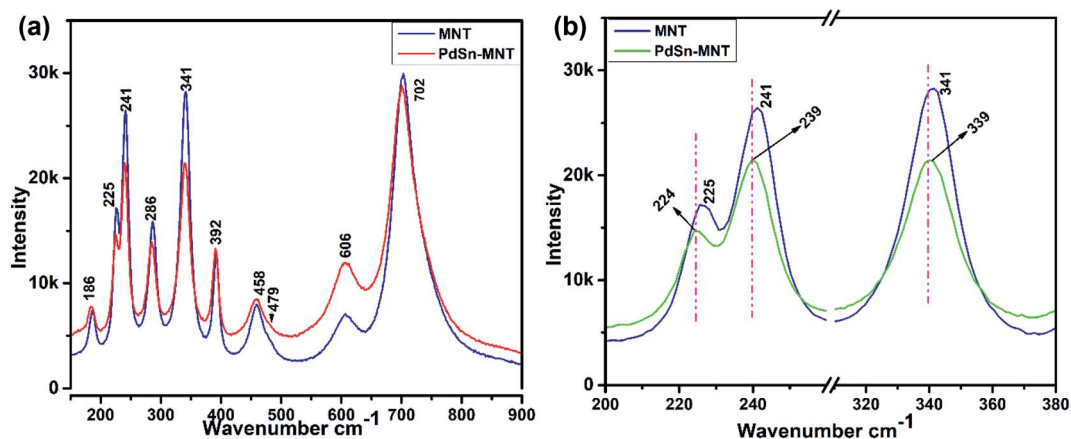 (a)
MNT
PdSn-MNT
30k
20k
10k
0
Intensity
186
225
241
286
341
392
458
479
606
702
200
300
400
500
600
700
800
900
Wavenumber cm-1
(b)
MNT
PdSn-MNT
30k
20k
10k
0
Intensity
224
225
241
239
341
339
200
220
240
320
340
360
380
Wavenumber cm-1